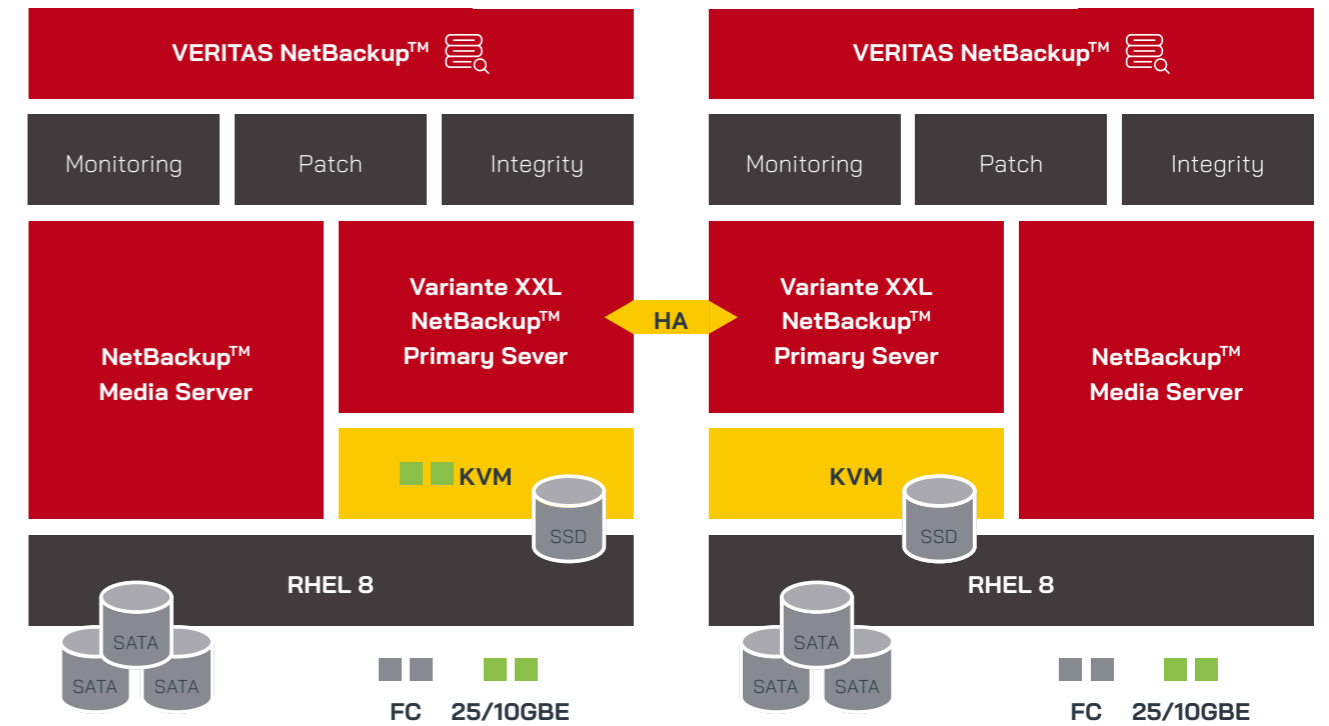 VERITAS NetBackup™
Monitoring
Patch
Integrity
NetBackup™
Media Server
Variante XXL
NetBackup™
Primary Sever
KVM
SSD
RHEL 8
SATA
SATA
SATA
FC
25/10GBE
HA
VERITAS NetBackup™
Monitoring
Patch
Integrity
Variante XXL
NetBackup™
Primary Sever
NetBackup™
Media Server
KVM
SSD
RHEL 8
SATA
SATA
SATA
FC
25/10GBE